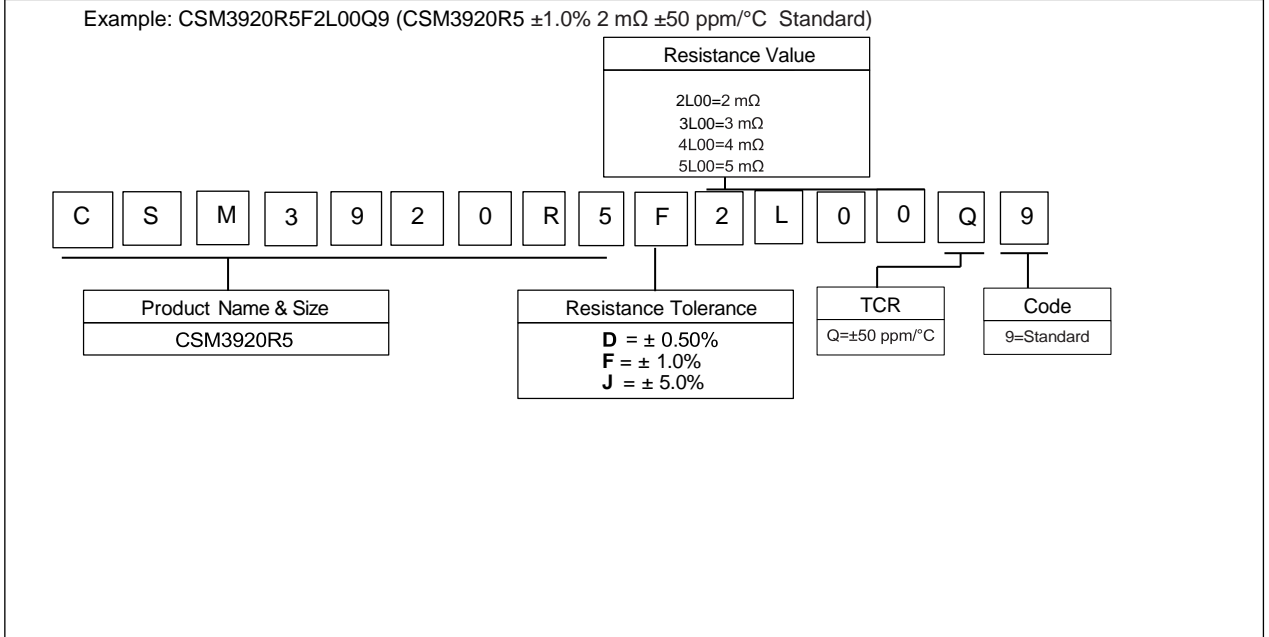 Example: CSM3920R5F2L00Q9 (CSM3920R5 ±1.0% 2 mΩ ±50 ppm/°C Standard)
Resistance Value
2L00=2 mΩ
3L00=3 mΩ
4L00=4 mΩ
5L00=5 mΩ
C S M 3 9 2 0 R 5 F 2 L 0 0 Q 9
Product Name & Size
CSM3920R5
Resistance Tolerance
D = ± 0.50%
F = ± 1.0%
J = ± 5.0%
TCR
Q=±50 ppm/°C
Code
9=Standard